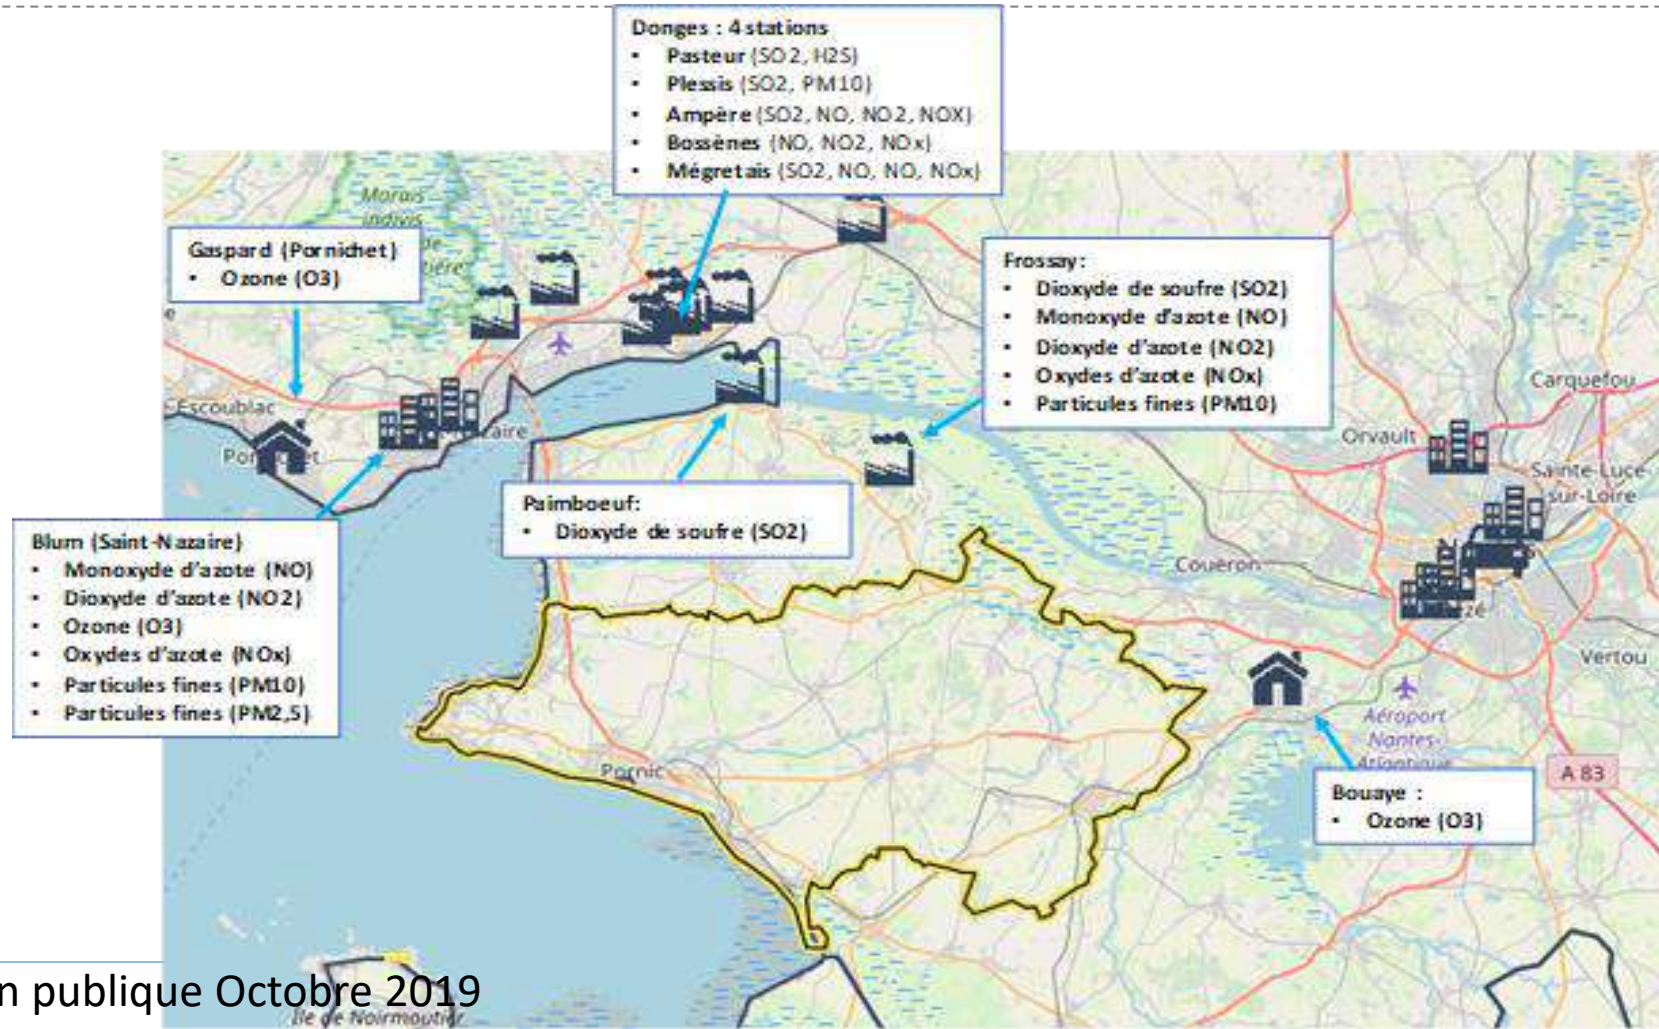 Donges : 4 stations
• Pasteur (SO2, H2S)
• Plessis (SO2, PM10)
• Ampère (SO2, NO, NO2, NOX)
• Bossènes (NO, NO2, NOx)
• Mégretais (SO2, NO, NO, NOx)
Marais
indivis
Gaspard (Pornichet)
• Ozone (O3)
Frossay:
• Dioxyde de soufre (SO2)
• Monoxyde d'azote (NO)
• Dioxyde d'azote (NO2)
• Oxydes d'azote (NOx)
• Particules fines (PM10)
Carquefou
Escoublac
Orvault
Sainte-Luce-
sur-Loire
Paimboeuf:
• Dioxyde de soufre (SO2)
Blum (Saint-Nazaire)
• Monoxyde d'azote (NO)
• Dioxyde d'azote (NO2)
• Ozone (O3)
• Oxydes d'azote (NOx)
• Particules fines (PM10)
• Particules fines (PM2,5)
Couëron
Vertou
Aéroport
Nantes-
Atlantique
Pornic
A 83
Bouaye :
• Ozone (O3)
n publique Octobre 2019
Île de Noirmoutier